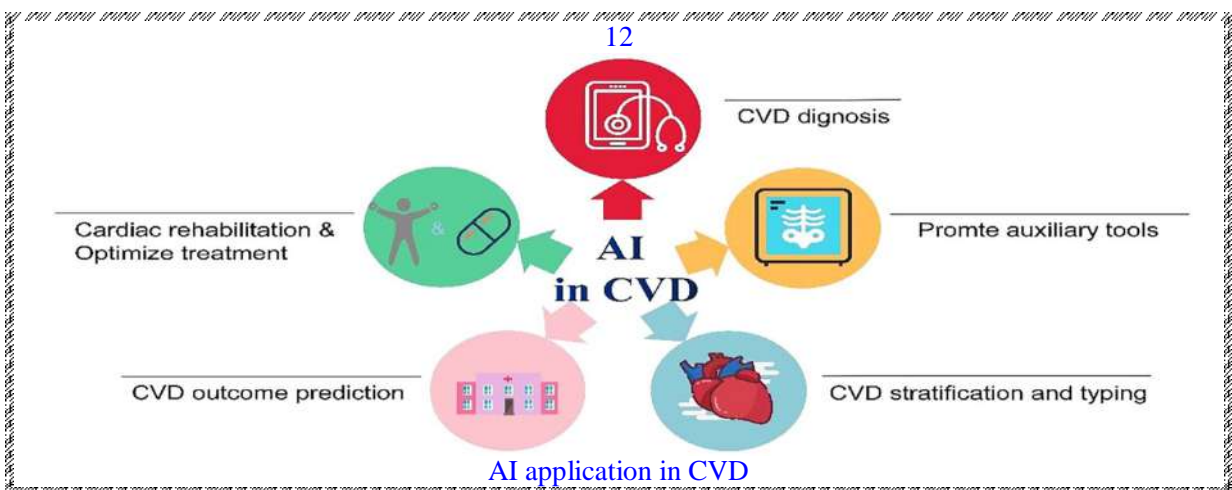 12
CVD dignosis
Cardiac rehabilitation &
Optimize treatment
&
Promte auxiliary tools
AI
in CVD
CVD outcome prediction
CVD stratification and typing
AI application in CVD